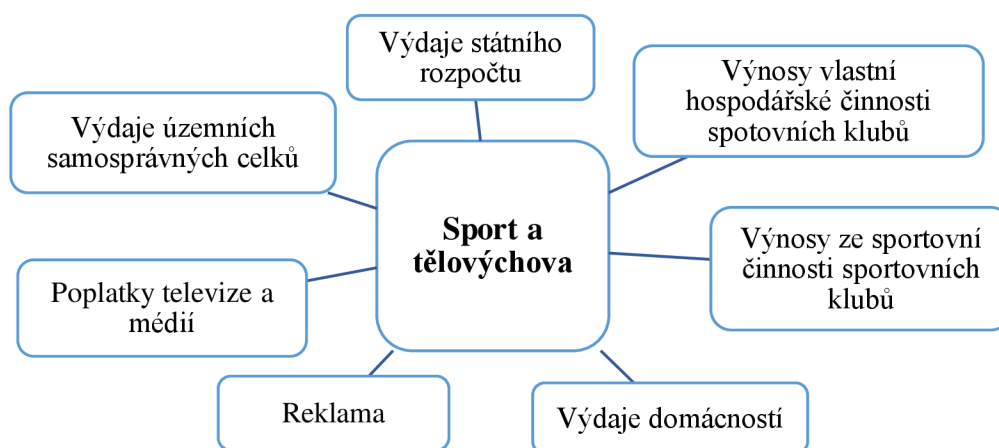 Výdaje státního
rozpočtu
Výnosy vlastní
hospodářské činnosti
spotovních klubů
Výdaje územních
samosprávných celků
Sport a
tělovýchova
Výnosy ze sportovní
činnosti sportovních
klubů
Poplatky televize a
médií
Reklama
Výdaje domácností